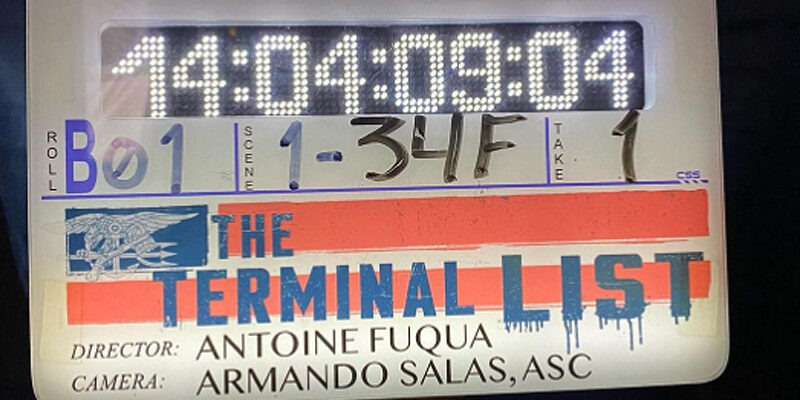 14:04:09:04
ROLL B01 SCENE 1-34F TAKE 1
CSS
THE
TERMINAL LIST
DIRECTOR: ANTOINE FUQUA
CAMERA: ARMANDO SALAS, ASC